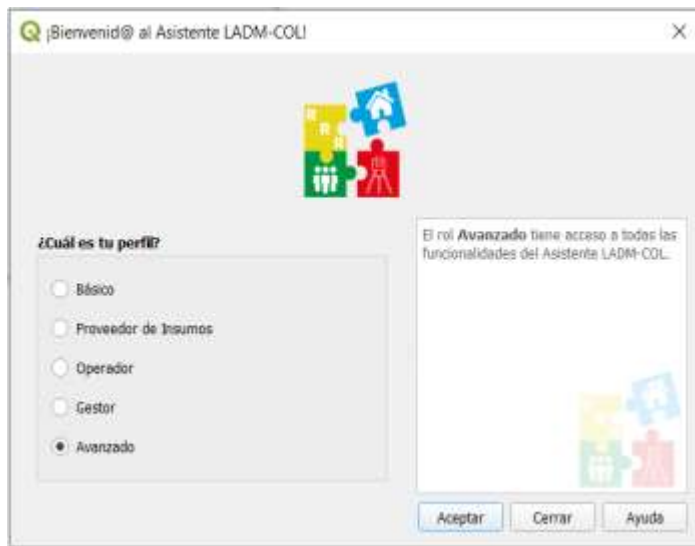 ¡Bienvenid@ al Asistente LADM-COL!
R
R
R
¿Cuál es tu perfil?
Básico
Proveedor de Insumos
Operador
Gestor
Avanzado
El rol Avanzado tiene acceso a todas las
funcionalidades del Asistente LADM-COL.
Aceptar
Cerrar
Ayuda